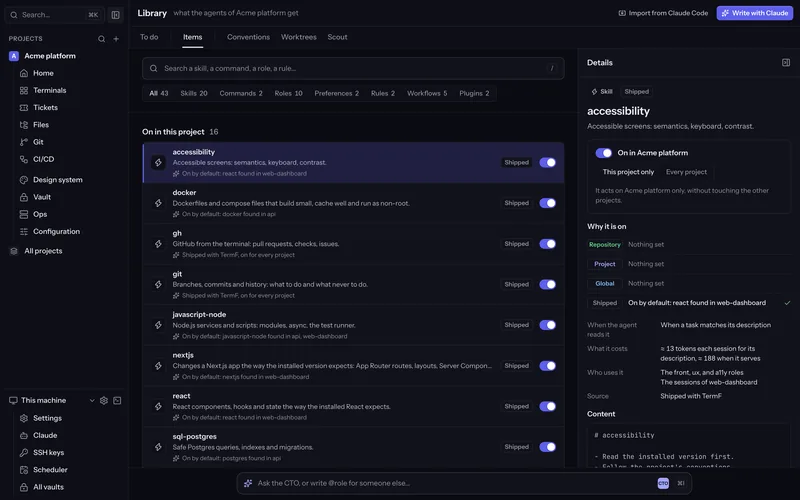 Search...
⌘K
PROJECTS
A Acme platform
Home
Terminals
Tickets
Files
Git
CI/CD
Design system
Vault
Ops
Configuration
All projects
This machine
Settings
Claude
SSH keys
Scheduler
All vaults
Library what the agents of Acme platform get
Import from Claude Code
Write with Claude
To do Items Conventions Worktrees Scout
Search a skill, a command, a role, a rule... /
All 43 Skills 20 Commands 2 Roles 10 Preferences 2 Rules 2 Workflows 5 Plugins 2
On in this project 16
accessibility
Accessible screens: semantics, keyboard, contrast.
On by default: react found in web-dashboard
Shipped
docker
Dockerfiles and compose files that build small, cache well and run as non-root.
On by default: docker found in api
Shipped
gh
GitHub from the terminal: pull requests, checks, issues.
Shipped with TermF, on for every project
Shipped
git
Branches, commits and history: what to do and what never to do.
Shipped with TermF, on for every project
Shipped
javascript-node
Node.js services and scripts: modules, async, the test runner.
On by default: javascript-node found in api, web-dashboard
Shipped
nextjs
Changes a Next.js app the way the installed version expects: App Router routes, layouts, Server Compon...
On by default: nextjs found in web-dashboard
Shipped
react
React components, hooks and state the way the installed React expects.
On by default: react found in web-dashboard
Shipped
sql-postgres
Safe Postgres queries, indexes and migrations.
On by default: postgres found in api
Shipped
Ask the CTO, or write @role for someone else...
CTO
⌘I
Details
Skill Shipped
accessibility
Accessible screens: semantics, keyboard, contrast.
On in Acme platform
This project only Every project
It acts on Acme platform only, without touching the other
projects.
Why it is on
Repository Nothing set
Project Nothing set
Global Nothing set
Shipped On by default: react found in web-dashboard
When the agent reads it
When a task matches its description
What it costs
≈ 13 tokens each session for its
description, ≈ 188 when it serves
Who uses it
The front, ux, and a11y roles
The sessions of web-dashboard
Source Shipped with TermF
Content
# accessibility
- Read the installed version first.
- Follow the project's conventions.